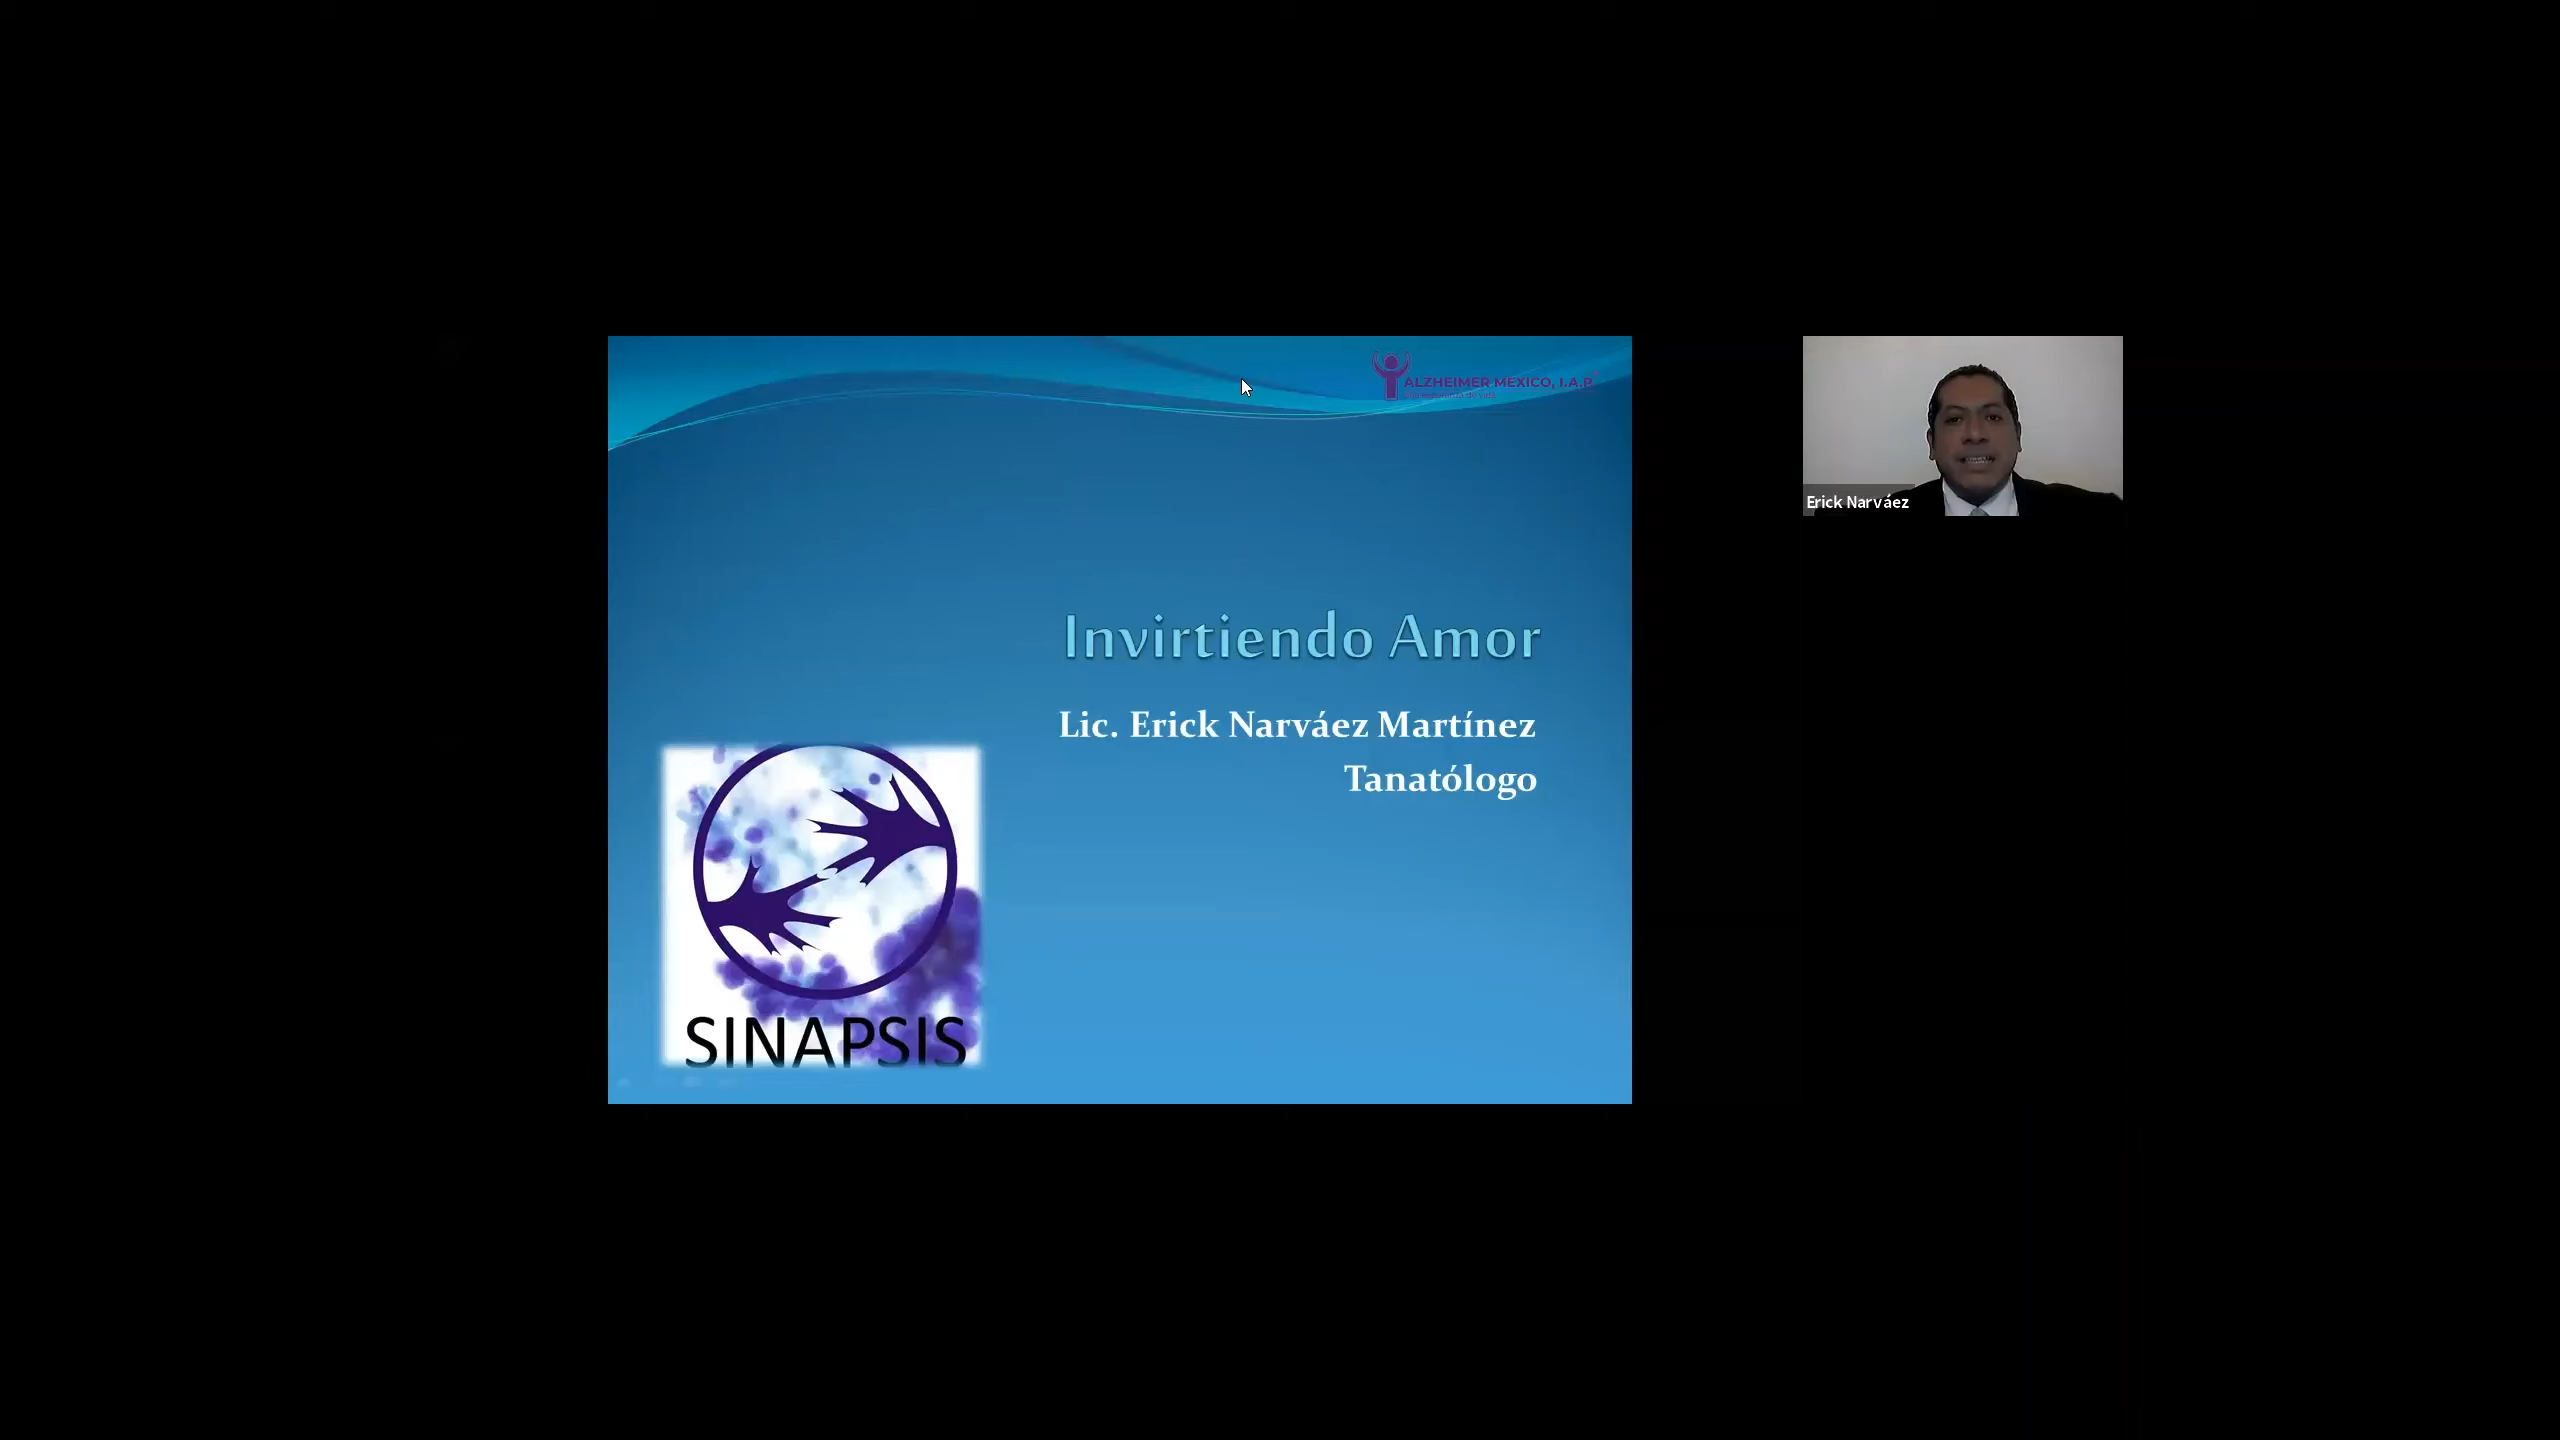 ALZHEIMER MEXICO, I.A.P.
Invirtiendo Amor
Lic. Erick Narváez Martínez
Tanatólogo
SINAPSIS
Erick Narváez